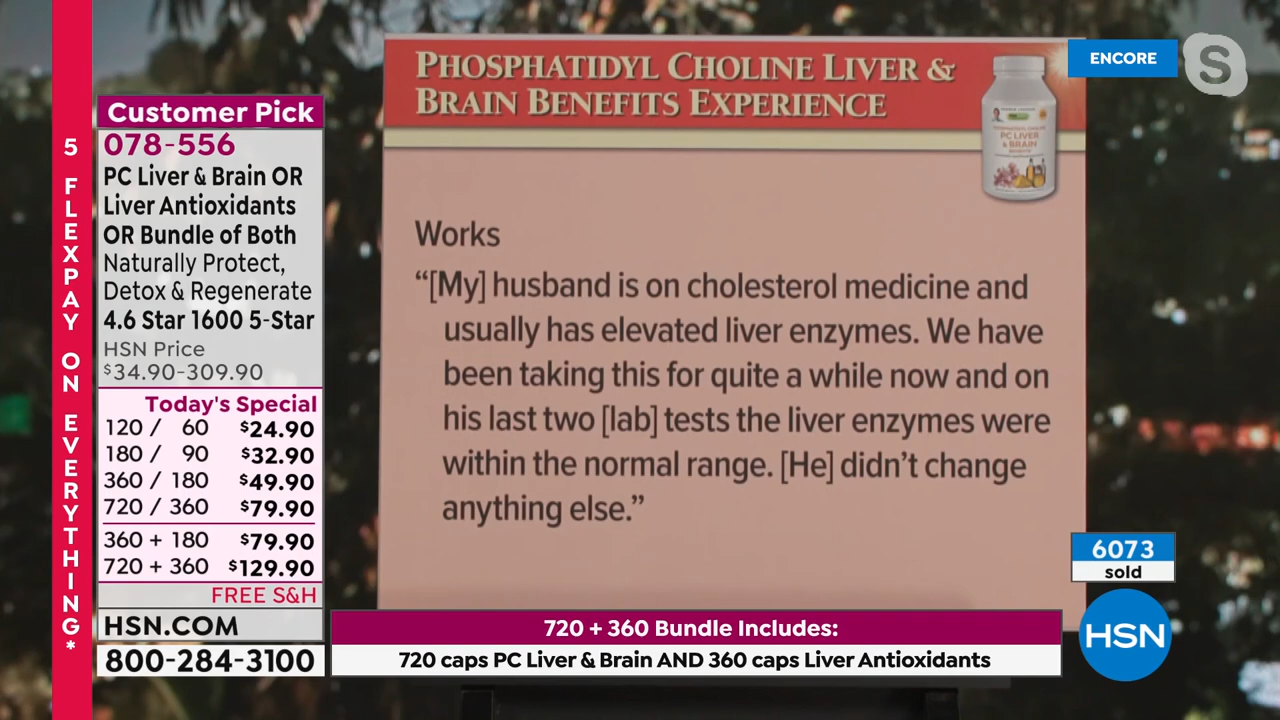 5 FLEXPAY ON EVERYTHING*
Customer Pick
078-556
PC Liver & Brain OR
Liver Antioxidants
OR Bundle of Both
Naturally Protect,
Detox & Regenerate
4.6 Star 1600 5-Star
HSN Price
$34.90-309.90
Today's Special
120 / 60 $24.90
180 / 90 $32.90
360 / 180 $49.90
720 / 360 $79.90
360 + 180 $79.90
720 + 360 $129.90
FREE S&H
HSN.COM
800-284-3100
PHOSPHATIDYL CHOLINE LIVER &
BRAIN BENEFITS EXPERIENCE
PC LIVER
& BRAIN
Works
“[My] husband is on cholesterol medicine and
usually has elevated liver enzymes. We have
been taking this for quite a while now and on
his last two [lab] tests the liver enzymes were
within the normal range. [He] didn’t change
anything else.”
ENCORE
S
6073
sold
HSN
720 + 360 Bundle Includes:
720 caps PC Liver & Brain AND 360 caps Liver Antioxidants